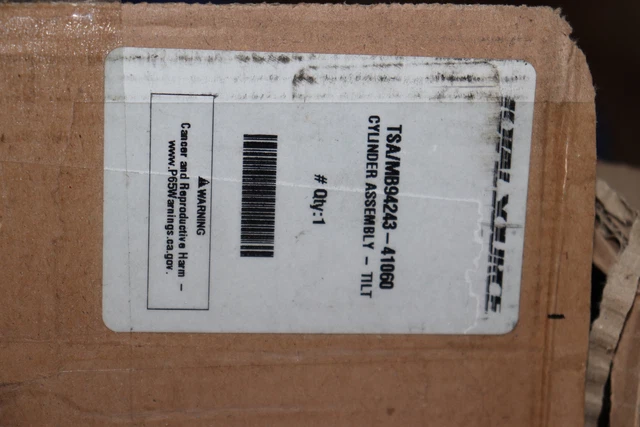 TSA/MB94243-41060
CYLINDER ASSEMBLY - TILT
# Qty:1
WARNING
Cancer and Reproductive Harm -
www.P65Warnings.ca.gov.